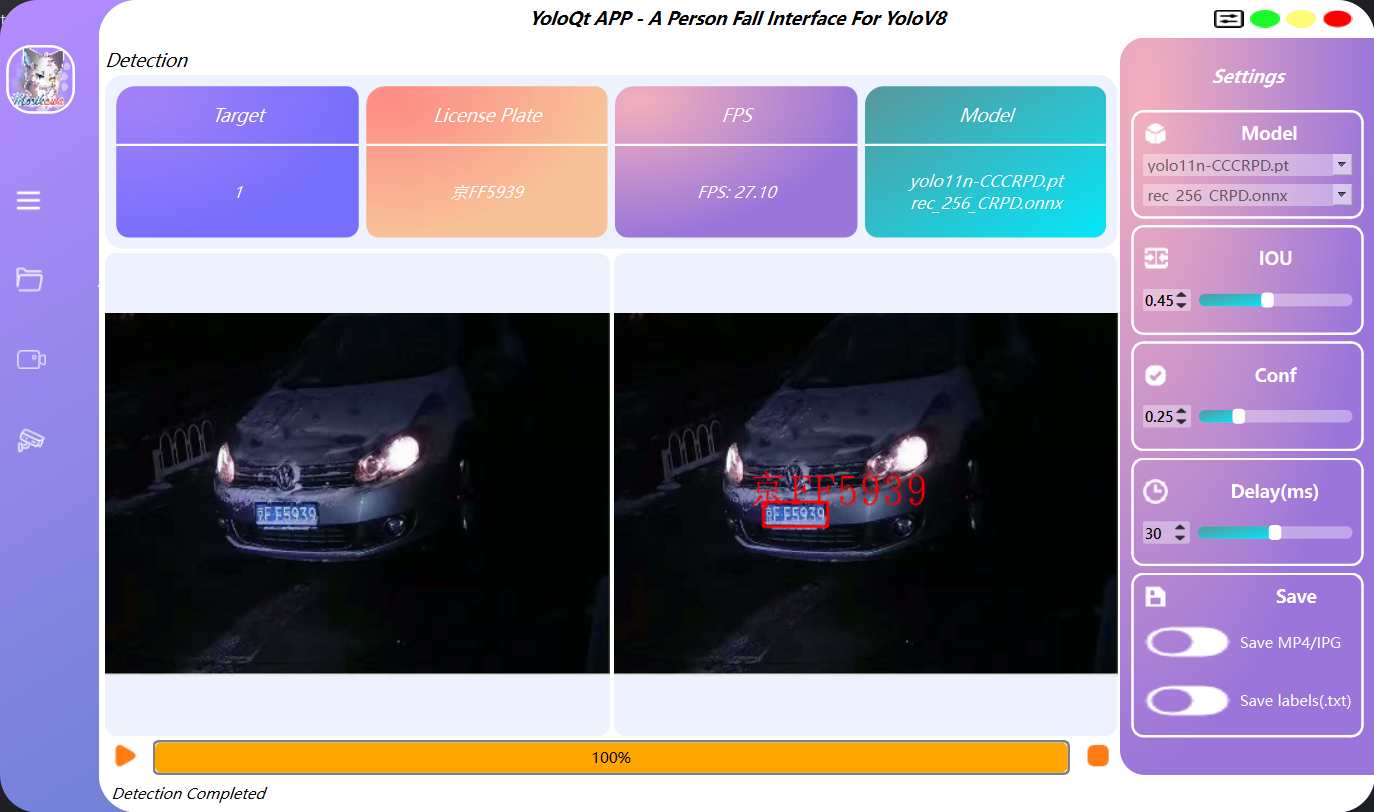 YoloQt APP - A Person Fall Interface For YoloV8
Detection
Target
License Plate
FPS
Model
1
京FF5939
FPS: 27.10
yolo11n-CCCRPD.pt
rec_256_CRPD.onnx
京FF5939
京FF5939
京FF5939
100%
Detection Completed
Settings
Model
yolo11n-CCCRPD.pt
rec_256_CRPD.onnx
IOU
0.45
Conf
0.25
Delay(ms)
30
Save
Save MP4/JPG
Save labels(.txt)